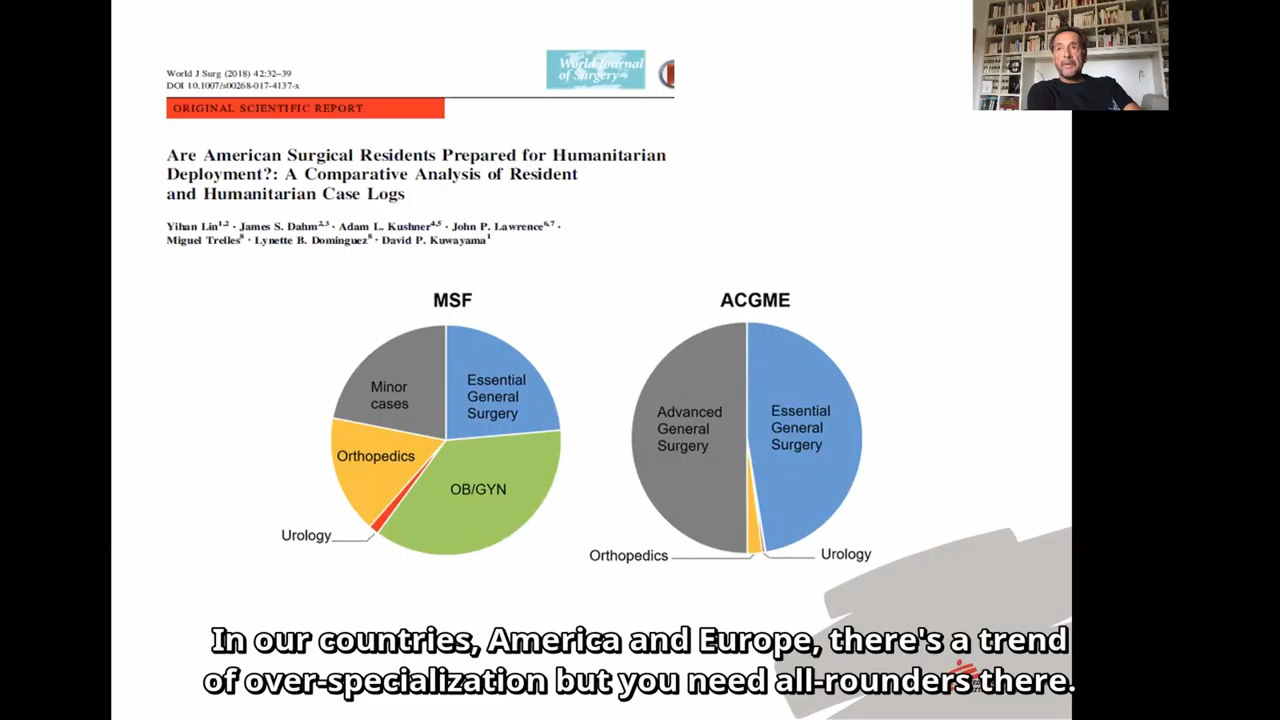 World J Surg (2018) 42:32–39
DOI 10.1007/s00268-017-4137-x
World Journal
of Surgery
ORIGINAL SCIENTIFIC REPORT
Are American Surgical Residents Prepared for Humanitarian
Deployment?: A Comparative Analysis of Resident
and Humanitarian Case Logs
Yihan Lin1,2 · James S. Dahm2,3 · Adam L. Kushner4,5 · John P. Lawrence6,7 ·
Miguel Trelles8 · Lynette B. Dominguez8 · David P. Kuwayama1
MSF
Minor
cases
Essential
General
Surgery
Orthopedics
OB/GYN
Urology
ACGME
Advanced
General
Surgery
Essential
General
Surgery
Orthopedics
Urology
In our countries, America and Europe, there's a trend
of over-specialization but you need all-rounders there.